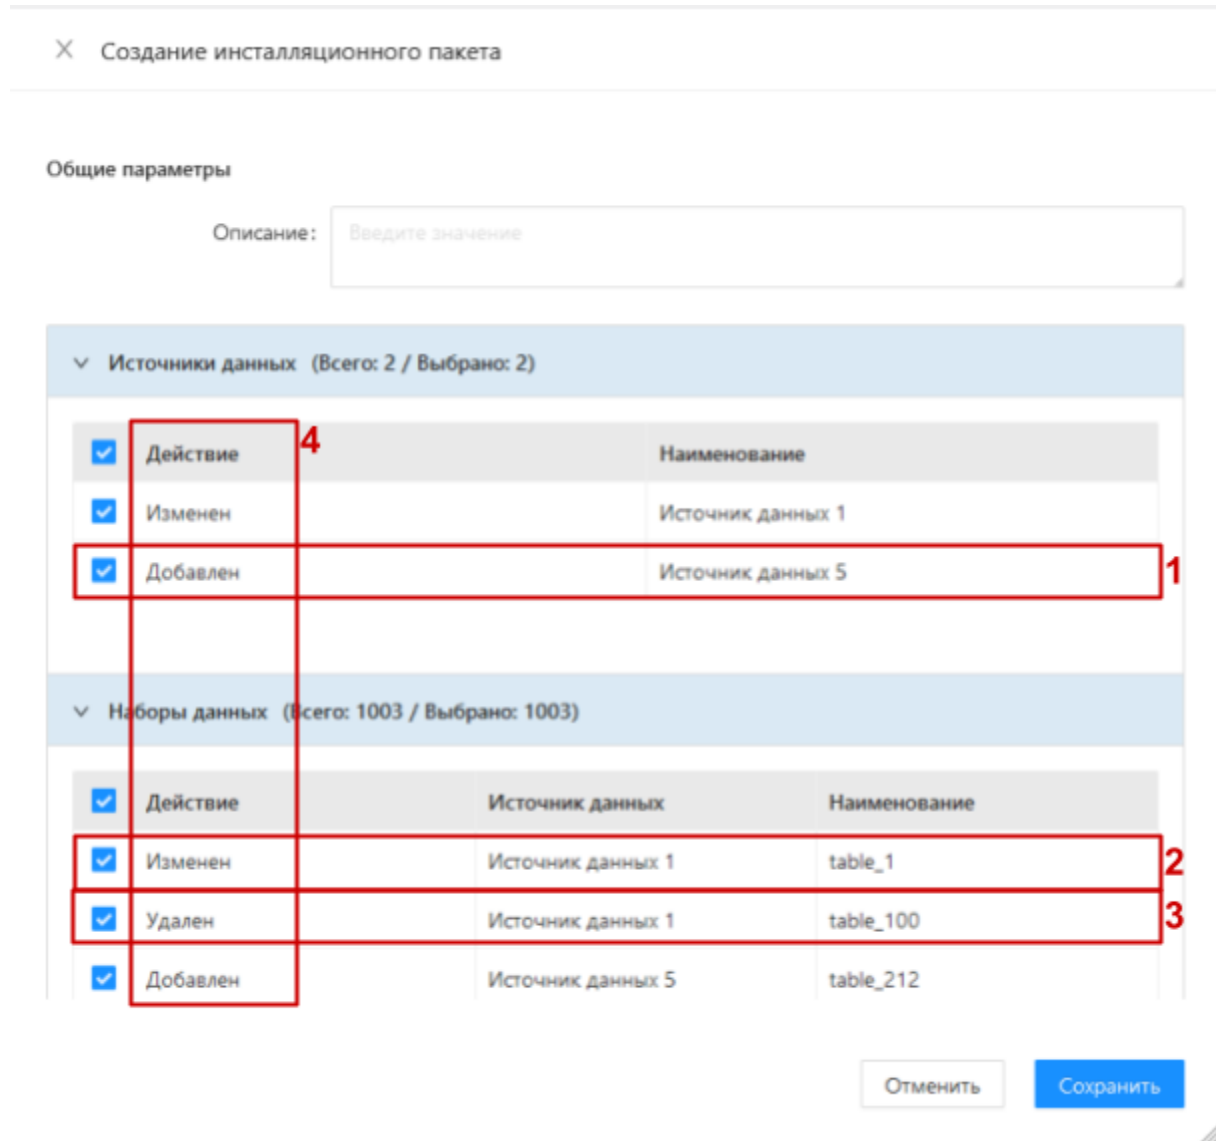 Создание инсталляционного пакета
Общие параметры
Описание: Введите значение
Источники данных (Всего: 2 / Выбрано: 2)
Действие Наименование 4
Изменен Источник данных 1
Добавлен Источник данных 5 1
Наборы данных (Всего: 1003 / Выбрано: 1003)
Действие Источник данных Наименование
Изменен Источник данных 1 table_1 2
Удален Источник данных 1 table_100 3
Добавлен Источник данных 5 table_212
Отменить Сохранить